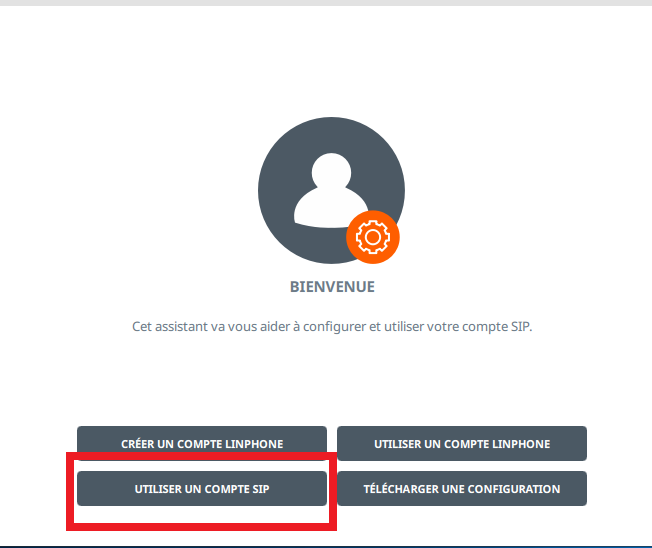 BIENVENUE
Cet assistant va vous aider à configurer et utiliser votre compte SIP.
CRÉER UN COMPTE LINPHONE
UTILISER UN COMPTE LINPHONE
UTILISER UN COMPTE SIP
TÉLÉCHARGER UNE CONFIGURATION